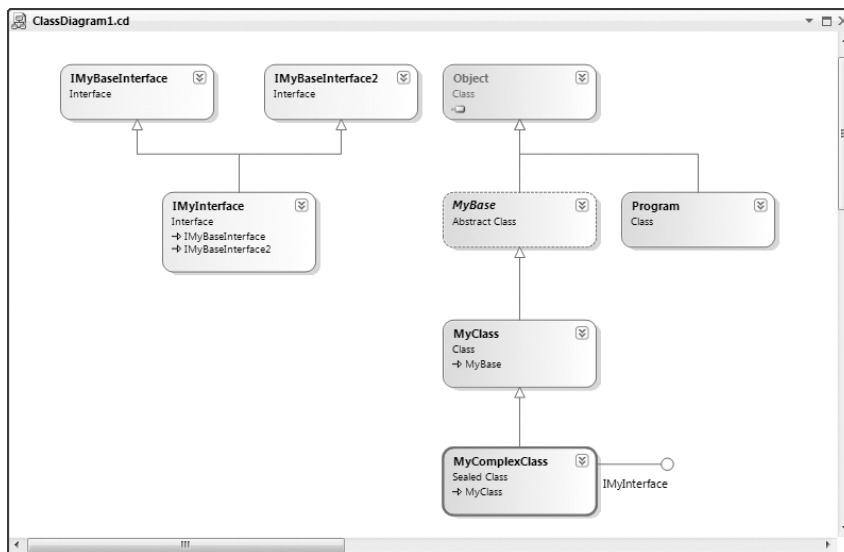 ClassDiagram1.cd
IMyBaseInterface
Interface
IMyBaseInterface2
Interface
Object
Class
IMyInterface
Interface
IMyBaseInterface
IMyBaseInterface2
MyBase
Abstract Class
Program
Class
MyClass
Class
MyBase
MyComplexClass
Sealed Class
MyClass
IMyInterface